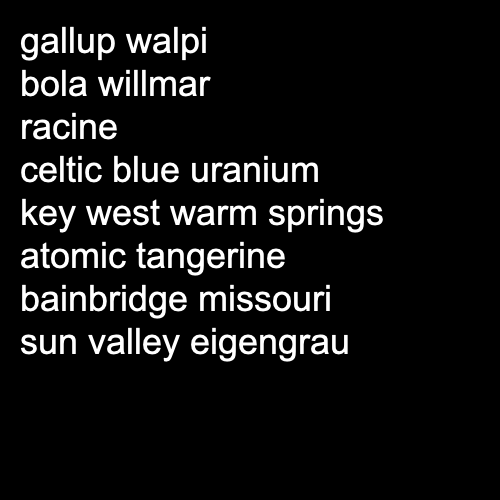 gallup walpi
bola willmar
racine
celtic blue uranium
key west warm springs
atomic tangerine
bainbridge missouri
sun valley eigengrau